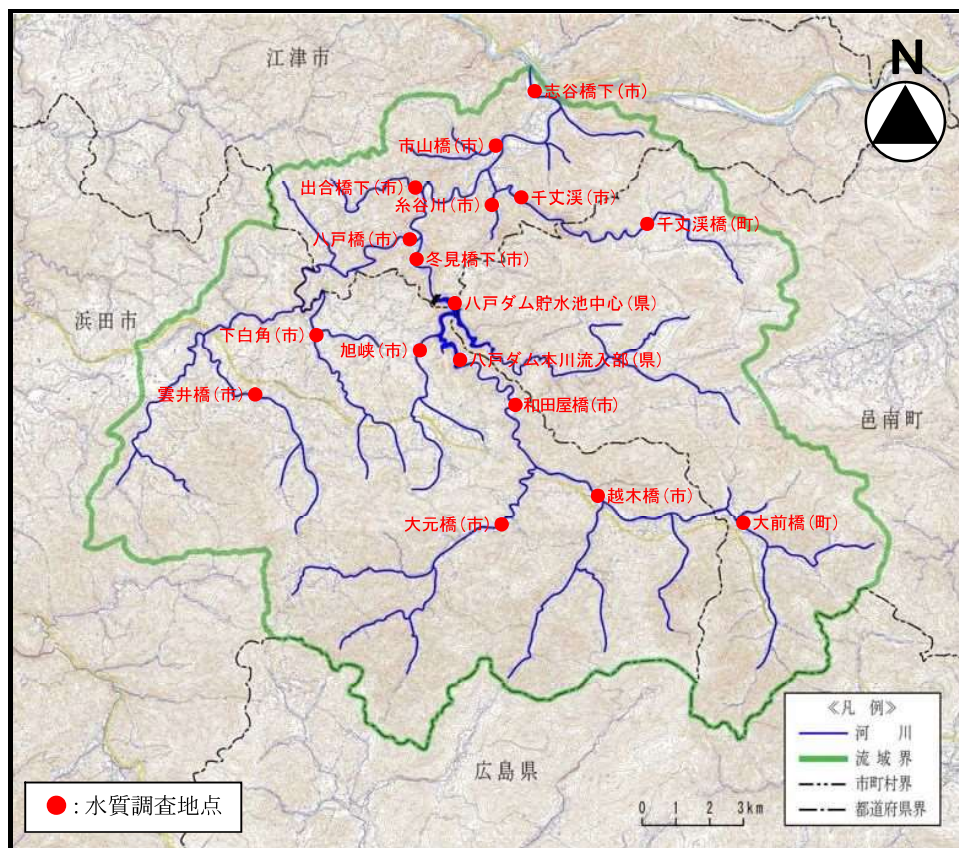 江津市
N
志谷橋下(市)
市山橋(市)
出合橋下(市)
千丈渓(市)
糸谷川(市)
千丈渓橋(町)
八戸橋(市)
冬見橋下(市)
八戸ダム貯水池中心(県)
浜田市
下白角(市)
旭峡(市)
八戸ダム本川流入部(県)
雲井橋(市)
和田屋橋(市)
邑南町
越木橋(市)
大元橋(市)
大前橋(町)
≪凡 例≫
河 川
流域界
市町村界
都道府県界
広島県
0 1 2 3km
:水質調査地点